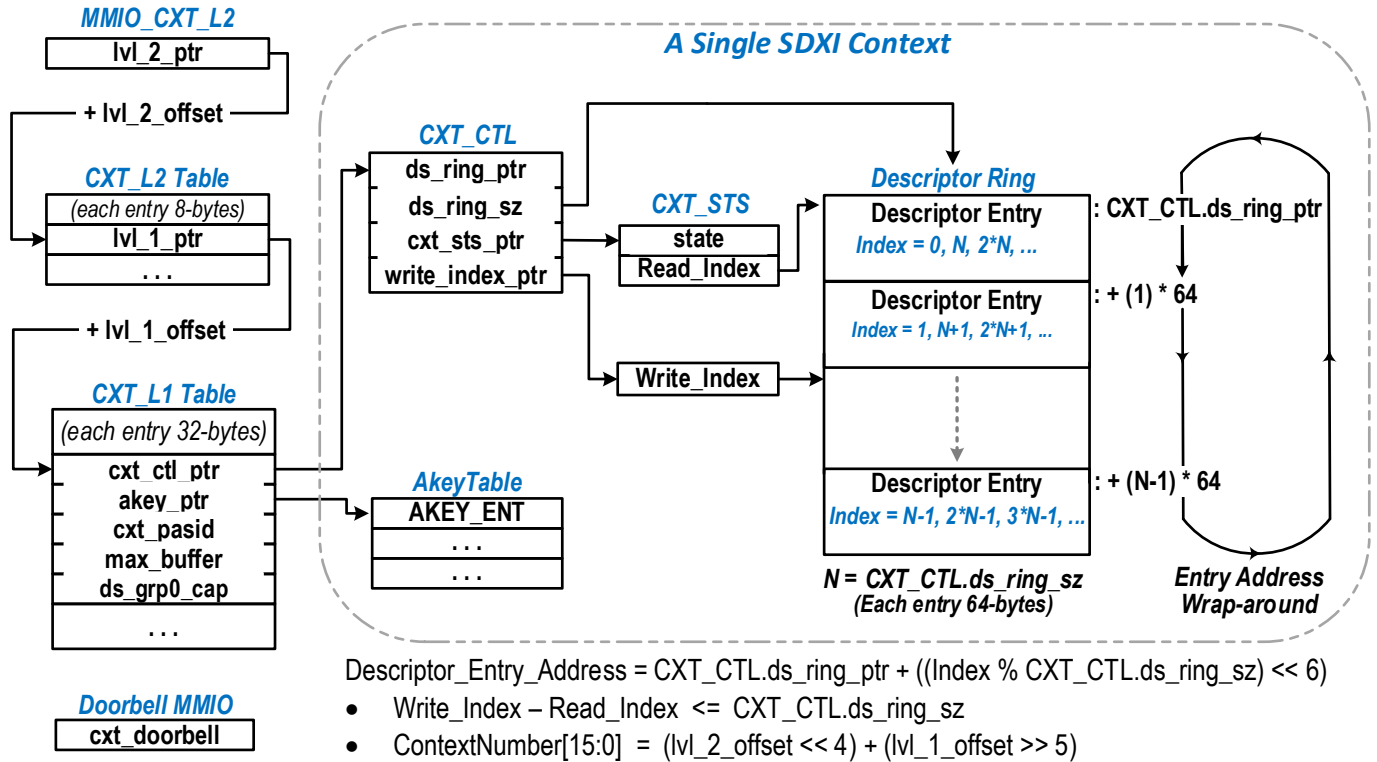 MMIO_CXT_L2
lvl_2_ptr
+ lvl_2_offset
CXT_L2 Table
(each entry 8-bytes)
lvl_1_ptr
. . .
+ lvl_1_offset
CXT_L1 Table
(each entry 32-bytes)
cxt_ctl_ptr
akey_ptr
cxt_pasid
max_buffer
ds_grp0_cap
. . .
Doorbell MMIO
cxt_doorbell
A Single SDXI Context
CXT_CTL
ds_ring_ptr
ds_ring_sz
cxt_sts_ptr
write_index_ptr
CXT_STS
state
Read_Index
Write_Index
AkeyTable
AKEY_ENT
. . .
. . .
Descriptor Ring
Descriptor Entry
Index = 0, N, 2*N, ...
: CXT_CTL.ds_ring_ptr
Descriptor Entry
Index = 1, N+1, 2*N+1, ...
: + (1) * 64
Descriptor Entry
Index = N-1, 2*N-1, 3*N-1, ...
: + (N-1) * 64
N = CXT_CTL.ds_ring_sz
(Each entry 64-bytes)
Entry Address
Wrap-around
Descriptor_Entry_Address = CXT_CTL.ds_ring_ptr + ((Index % CXT_CTL.ds_ring_sz) << 6)
• Write_Index – Read_Index <= CXT_CTL.ds_ring_sz
• ContextNumber[15:0] = (lvl_2_offset << 4) + (lvl_1_offset >> 5)